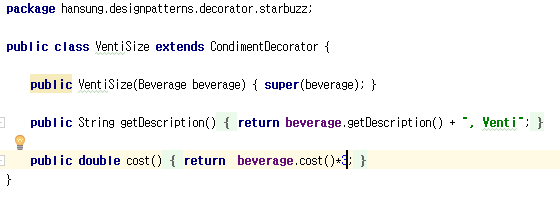 package hansung.designpatterns.decorator.starbuzz;
public class VentiSize extends CondimentDecorator {
public VentiSize(Beverage beverage) { super(beverage); }
public String getDescription() { return beverage.getDescription() + ", Venti"; }
public double cost() { return  beverage.cost()*3; }
}